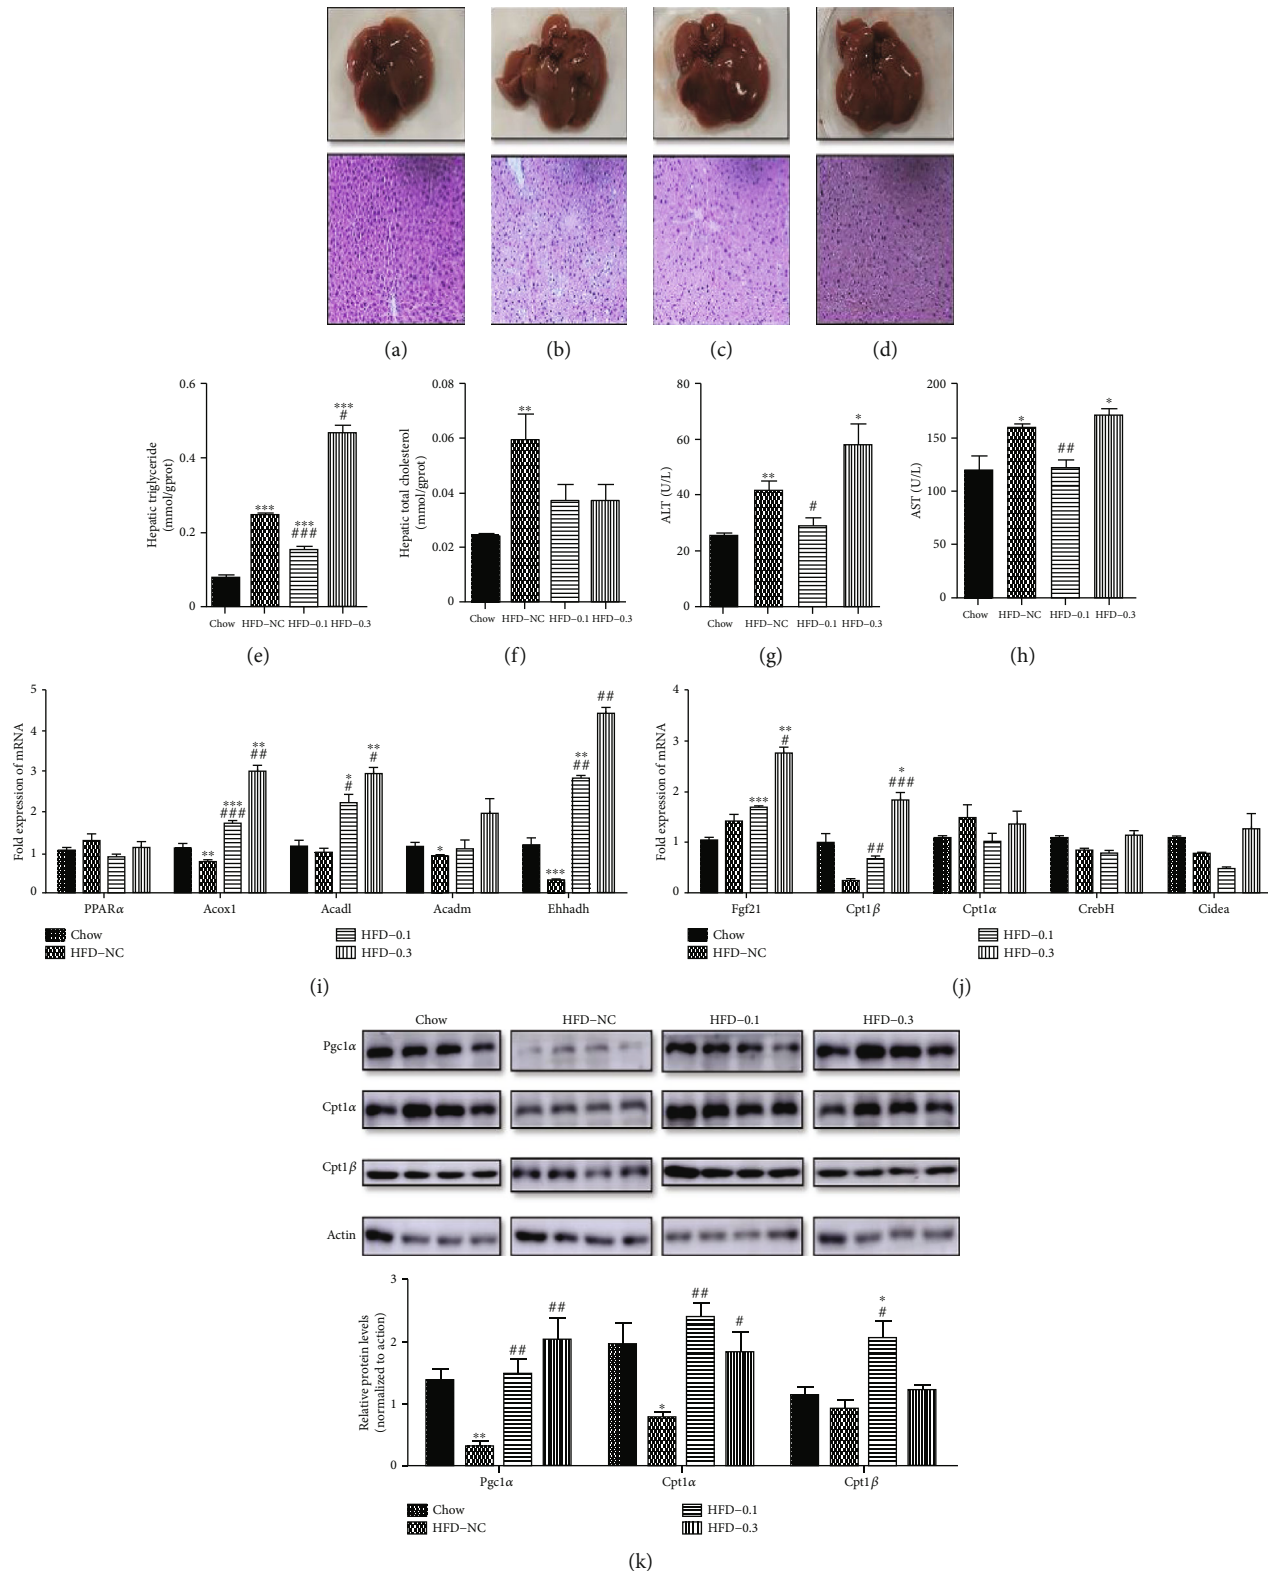 (a) (b) (c) (d)
0.6
0.4
0.2
0
Hepatic triglyceride
(mmol/gprot)
***
***
###
***
#
Chow HFD−NC HFD−0.1 HFD−0.3
(e)
0.08
0.06
0.04
0.02
0
Hepatic total cholesterol
(mmol/gprot)
**
Chow HFD−NC HFD−0.1 HFD−0.3
(f)
80
60
40
20
0
ALT (U/L)
**
#
*
Chow HFD−NC HFD−0.1 HFD−0.3
(g)
200
150
100
50
0
AST (U/L)
*
##
*
Chow HFD−NC HFD−0.1 HFD−0.3
(h)
5
4
3
2
1
0
Fold expression of mRNA
**
***
###
**
##
*
#
**
#
*
***
**
##
##
PPARα Acox1 Acadl Acadm Ehhadh
Chow HFD−0.1
HFD−NC HFD−0.3
(i)
4
3
2
1
0
Fold expression of mRNA
***
**
#
##
*
###
Fgf21 Cpt1β Cpt1α CrebH Cidea
Chow HFD−0.1
HFD−NC HFD−0.3
(j)
Chow HFD−NC HFD−0.1 HFD−0.3
Pgc1α
Cpt1α
Cpt1β
Actin
3
2
1
0
Relative protein levels
(normalized to action)
**
##
##
*
##
#
*
#
Pgc1α Cpt1α Cpt1β
Chow HFD−0.1
HFD−NC HFD−0.3
(k)